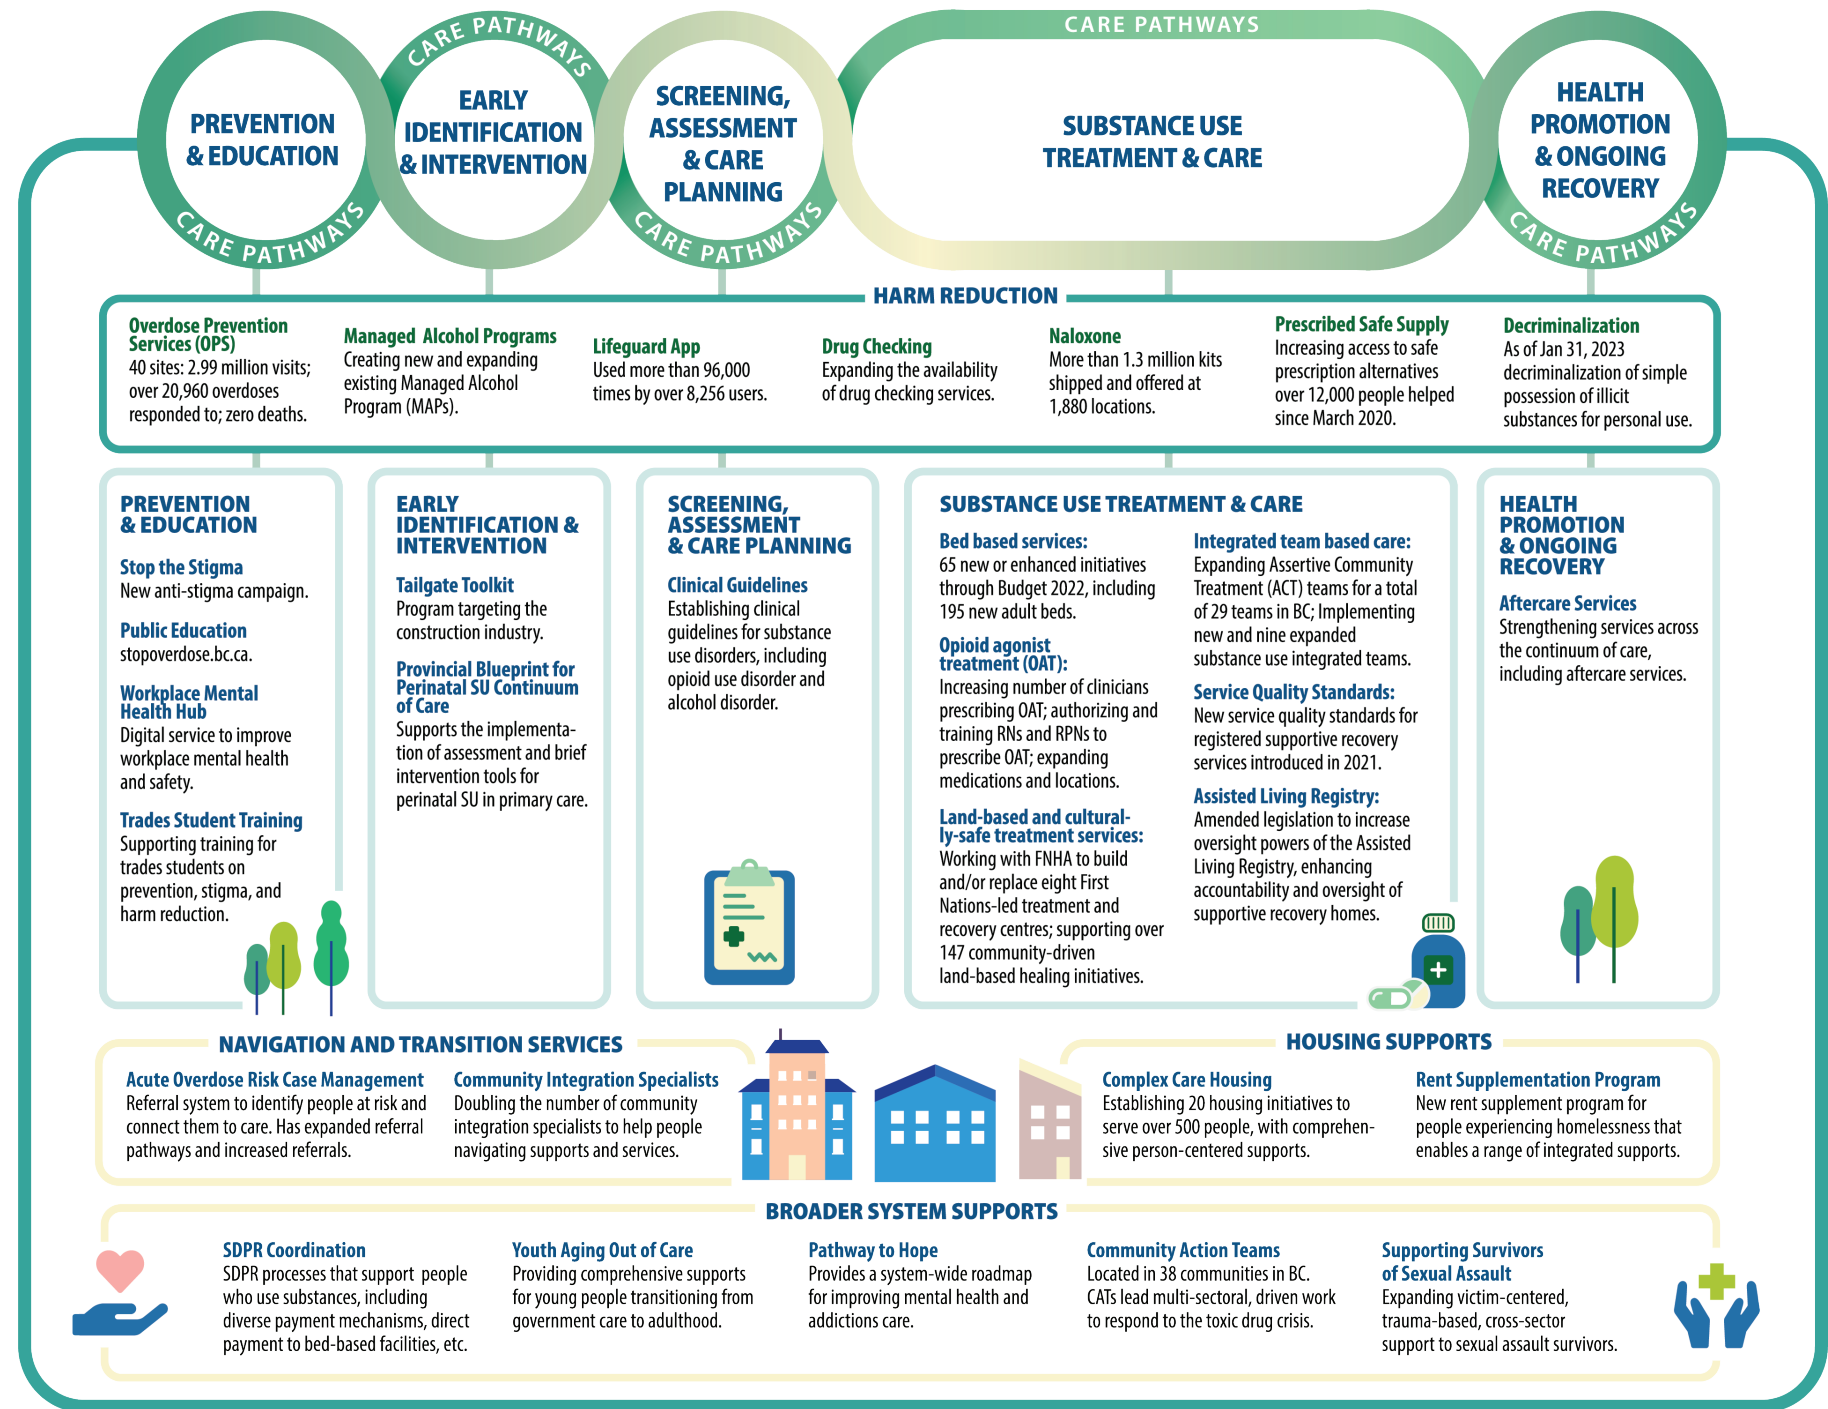 CARE PATHWAYS
PREVENTION
& EDUCATION
CARE PATHWAYS
EARLY
IDENTIFICATION
& INTERVENTION
SCREENING,
ASSESSMENT
& CARE
PLANNING
CARE PATHWAYS
CARE PATHWAYS
SUBSTANCE USE
TREATMENT & CARE
HEALTH
PROMOTION
& ONGOING
RECOVERY
CARE PATHWAYS
HARM REDUCTION
Overdose Prevention
Services (OPS)
40 sites: 2.99 million visits;
over 20,960 overdoses
responded to; zero deaths.
Managed Alcohol Programs
Creating new and expanding
existing Managed Alcohol
Program (MAPs).
Lifeguard App
Used more than 96,000
times by over 8,256 users.
Drug Checking
Expanding the availability
of drug checking services.
Naloxone
More than 1.3 million kits
shipped and offered at
1,880 locations.
Prescribed Safe Supply
Increasing access to safe
prescription alternatives
over 12,000 people helped
since March 2020.
Decriminalization
As of Jan 31, 2023
decriminalization of simple
possession of illicit
substances for personal use.
PREVENTION
& EDUCATION
Stop the Stigma
New anti-stigma campaign.
Public Education
stopoverdose.bc.ca.
Workplace Mental
Health Hub
Digital service to improve
workplace mental health
and safety.
Trades Student Training
Supporting training for
trades students on
prevention, stigma, and
harm reduction.
EARLY
IDENTIFICATION &
INTERVENTION
Tailgate Toolkit
Program targeting the
construction industry.
Provincial Blueprint for
Perinatal SU Continuum
of Care
Supports the implementa-
tion of assessment and brief
intervention tools for
perinatal SU in primary care.
SCREENING,
ASSESSMENT
& CARE PLANNING
Clinical Guidelines
Establishing clinical
guidelines for substance
use disorders, including
opioid use disorder and
alcohol disorder.
SUBSTANCE USE TREATMENT & CARE
Bed based services:
65 new or enhanced initiatives
through Budget 2022, including
195 new adult beds.
Opioid agonist
treatment (OAT):
Increasing number of clinicians
prescribing OAT; authorizing and
training RNs and RPNs to
prescribe OAT; expanding
medications and locations.
Land-based and cultural-
ly-safe treatment services:
Working with FNHA to build
and/or replace eight First
Nations-led treatment and
recovery centres; supporting over
147 community-driven
land-based healing initiatives.
Integrated team based care:
Expanding Assertive Community
Treatment (ACT) teams for a total
of 29 teams in BC; Implementing
new and nine expanded
substance use integrated teams.
Service Quality Standards:
New service quality standards for
registered supportive recovery
services introduced in 2021.
Assisted Living Registry:
Amended legislation to increase
oversight powers of the Assisted
Living Registry, enhancing
accountability and oversight of
supportive recovery homes.
HEALTH
PROMOTION
& ONGOING
RECOVERY
Aftercare Services
Strengthening services across
the continuum of care,
including aftercare services.
NAVIGATION AND TRANSITION SERVICES
Acute Overdose Risk Case Management
Referral system to identify people at risk and
connect them to care. Has expanded referral
pathways and increased referrals.
Community Integration Specialists
Doubling the number of community
integration specialists to help people
navigating supports and services.
HOUSING SUPPORTS
Complex Care Housing
Establishing 20 housing initiatives to
serve over 500 people, with comprehen-
sive person-centered supports.
Rent Supplementation Program
New rent supplement program for
people experiencing homelessness that
enables a range of integrated supports.
BROADER SYSTEM SUPPORTS
SDPR Coordination
SDPR processes that support people
who use substances, including
diverse payment mechanisms, direct
payment to bed-based facilities, etc.
Youth Aging Out of Care
Providing comprehensive supports
for young people transitioning from
government care to adulthood.
Pathway to Hope
Provides a system-wide roadmap
for improving mental health and
addictions care.
Community Action Teams
Located in 38 communities in BC.
CATs lead multi-sectoral, driven work
to respond to the toxic drug crisis.
Supporting Survivors
of Sexual Assault
Expanding victim-centered,
trauma-based, cross-sector
support to sexual assault survivors.